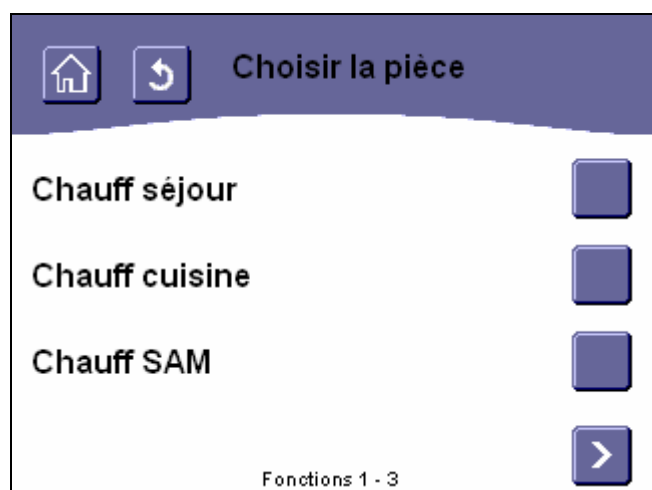 Choisir la pièce
Chauff séjour
Chauff cuisine
Chauff SAM
Fonctions 1 - 3